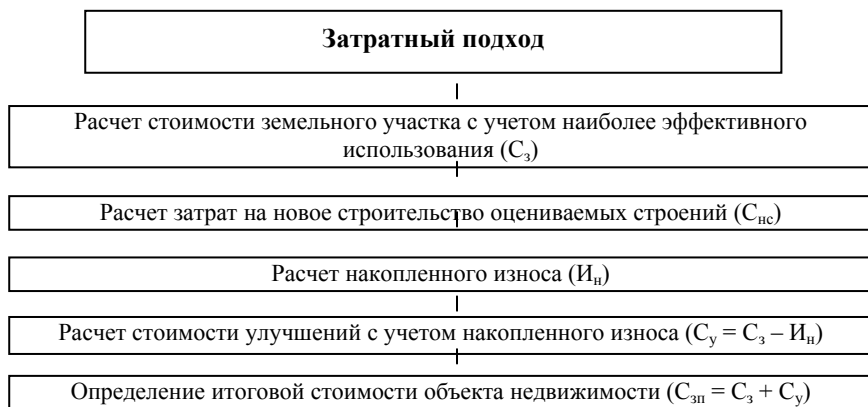 Затратный подход
Расчет стоимости земельного участка с учетом наиболее эффективного
использования (Сз)
Расчет затрат на новое строительство оцениваемых строений (Снс)
Расчет накопленного износа (Ин)
Расчет стоимости улучшений с учетом накопленного износа (Су = Сз – Ин)
Определение итоговой стоимости объекта недвижимости (Сзп = Сз + Су)